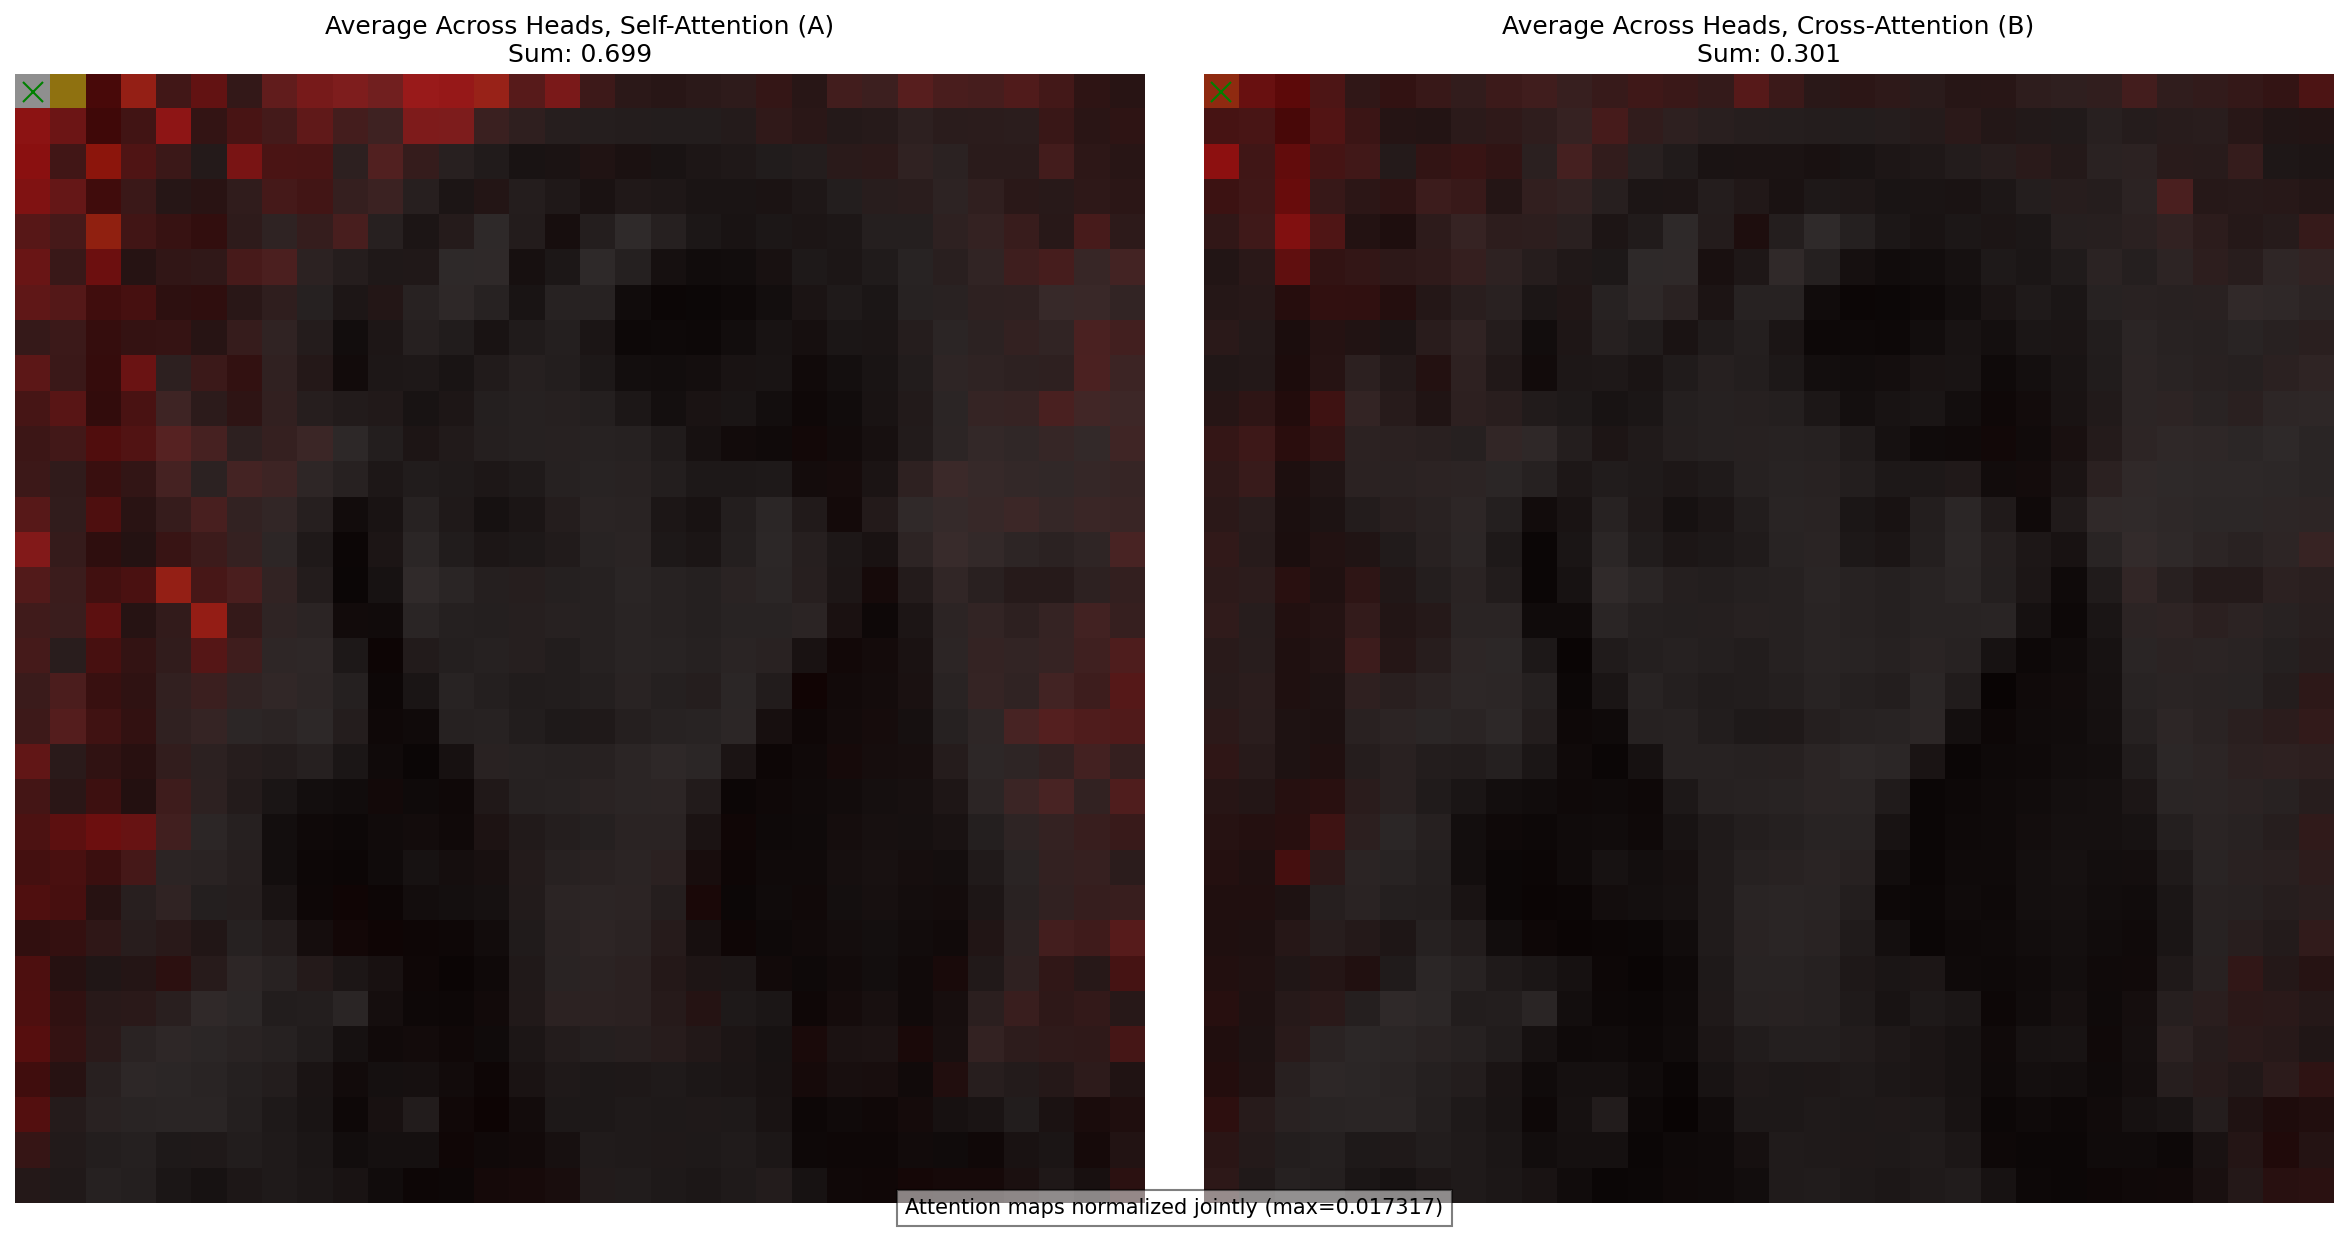 Average Across Heads, Self-Attention (A)
Sum: 0.699
Average Across Heads, Cross-Attention (B)
Sum: 0.301
Attention maps normalized jointly (max=0.017317)